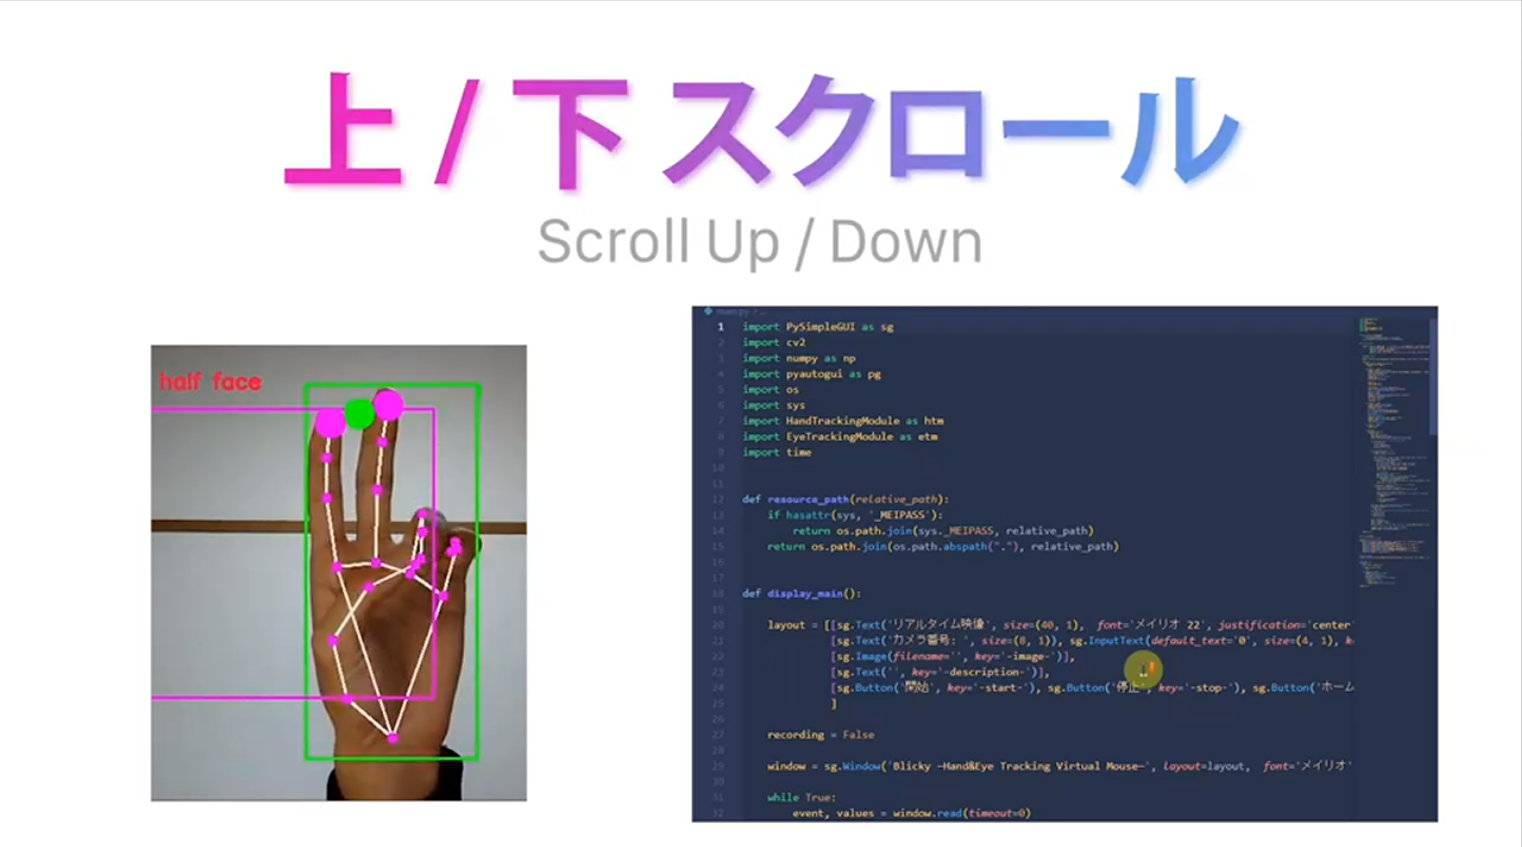 上 / 下 スクロール
Scroll Up / Down
half face
main.py > ...
1 import PySimpleGUI as sg
2 import cv2
3 import numpy as np
4 import pyautogui as pg
5 import os
6 import sys
7 import HandTrackingModule as htm
8 import EyeTrackingModule as etm
9 import time
10
11
12 def resource_path(relative_path):
13 if hasattr(sys, '_MEIPASS'):
14 return os.path.join(sys._MEIPASS, relative_path)
15 return os.path.join(os.path.abspath("."), relative_path)
16
17
18 def display_main():
19
20 layout = [[sg.Text('リアルタイム映像', size=(40, 1), font='メイリオ 22', justification='center'
21 [sg.Text('カメラ番号: ', size=(8, 1)), sg.InputText(default_text='0', size=(4, 1), k
22 [sg.Image(filename='', key='-image-')],
23 [sg.Text('', key='-description-')],
24 [sg.Button('開始', key='-start-'), sg.Button('停止', key='-stop-'), sg.Button('ホーム
25 ]
26
27 recording = False
28
29 window = sg.Window('Blicky -Hand&Eye Tracking Virtual Mouse-', layout=layout, font='メイリオ
30
31 while True:
32 event, values = window.read(timeout=0)